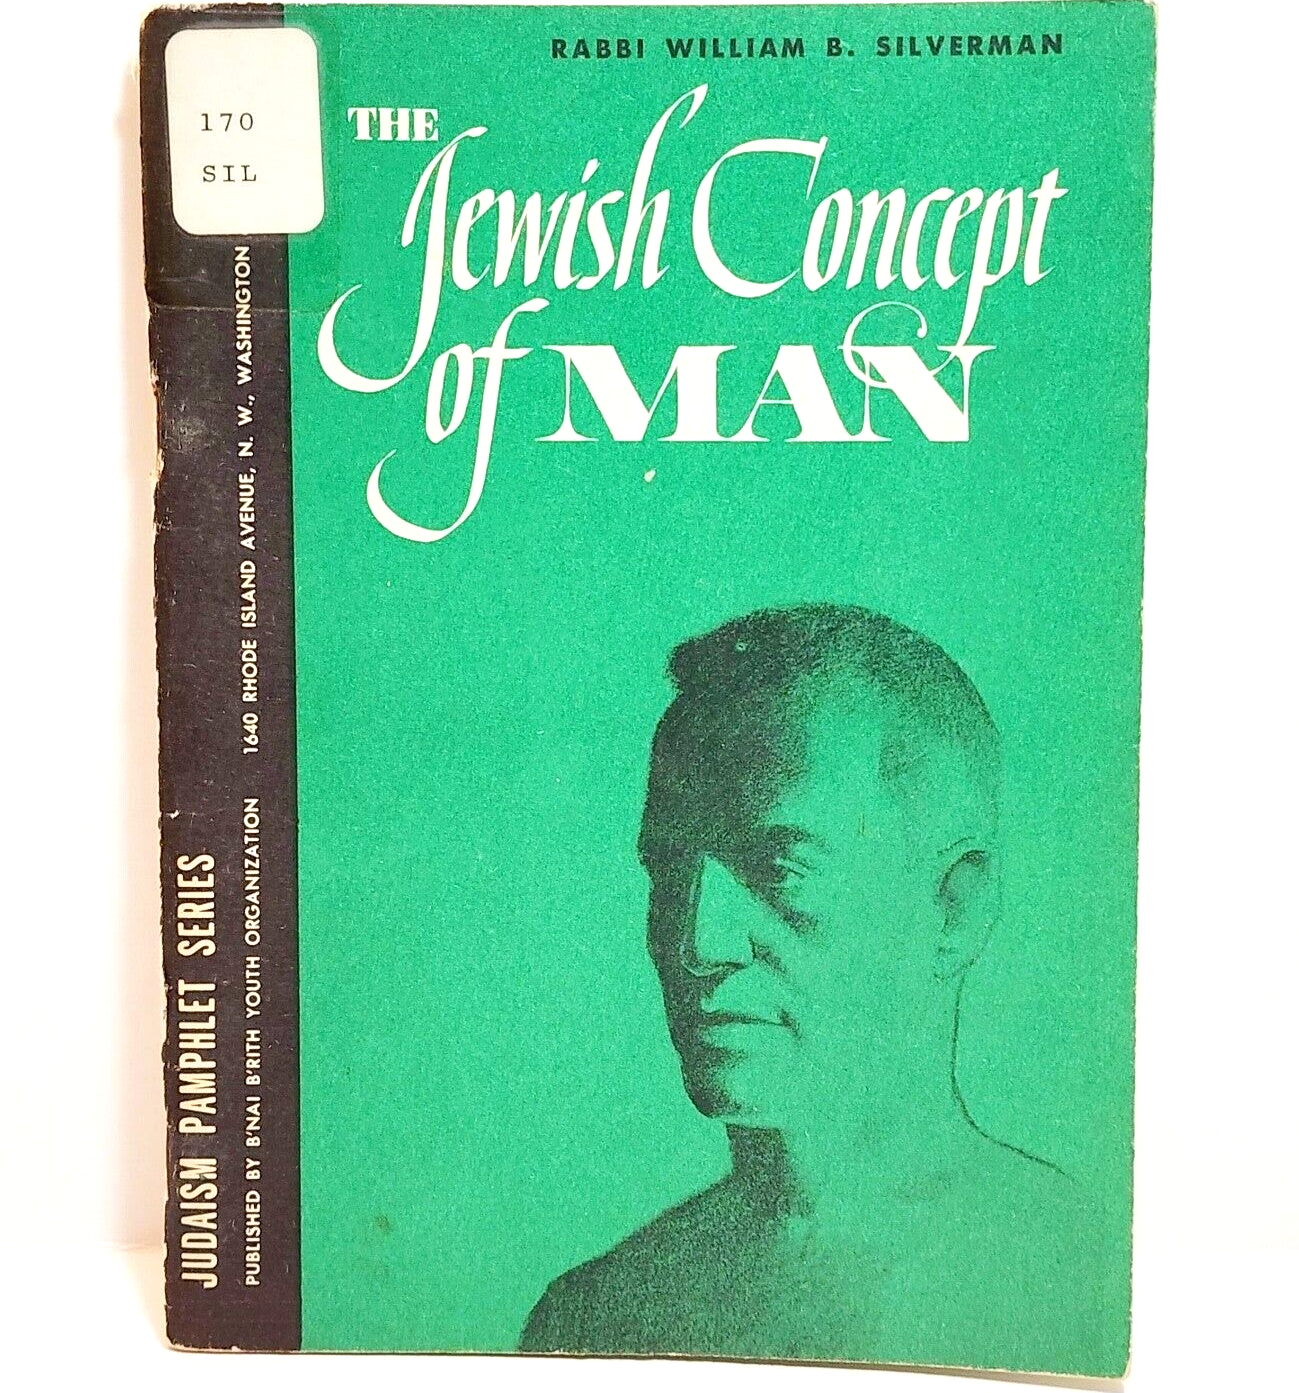 RABBI WILLIAM B. SILVERMAN
170
SIL
THE
Jewish Concept
of MAN
JUDAISM PAMPHLET SERIES
PUBLISHED BY B'NAI B'RITH YOUTH ORGANIZATION 1640 RHODE ISLAND AVENUE, N. W., WASHINGTON